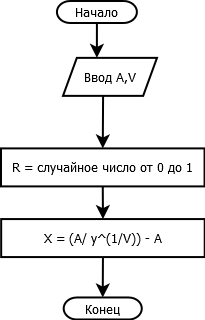 Начало
Ввод A,V
R = случайное число от 0 до 1
X = (A/ y^(1/V)) - A
Конец